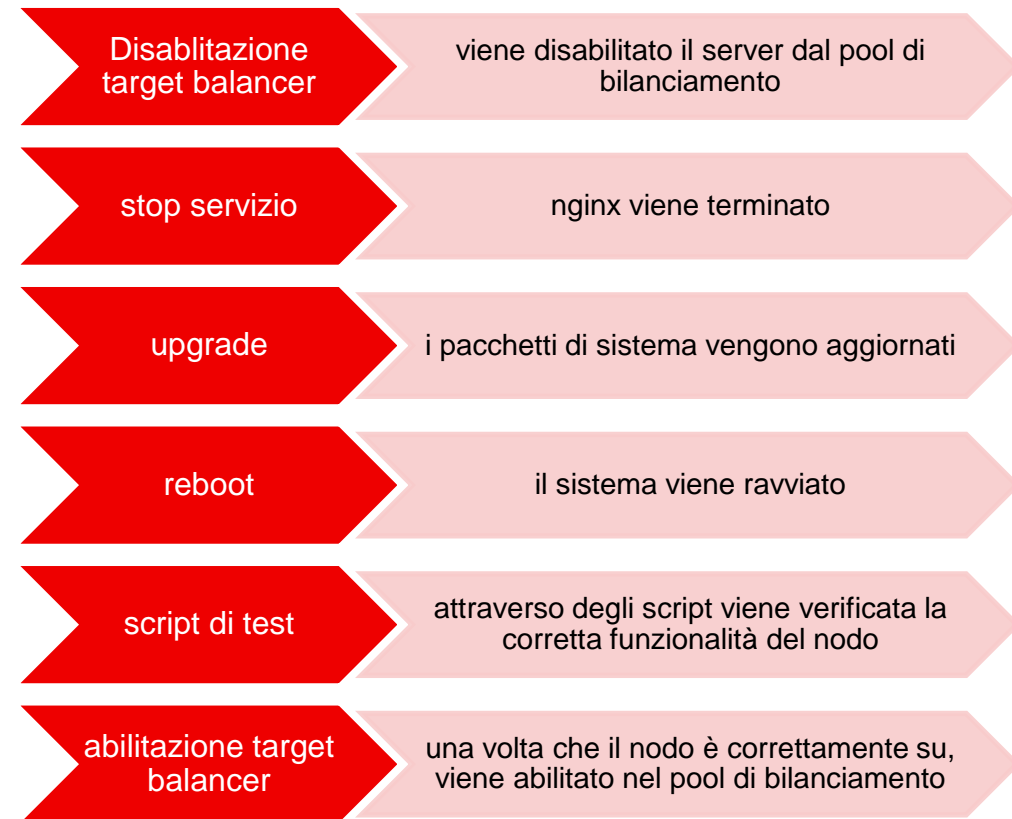 Disablitazione
target balancer
viene disabilitato il server dal pool di
bilanciamento
stop servizio
nginx viene terminato
upgrade
i pacchetti di sistema vengono aggiornati
reboot
il sistema viene ravviato
script di test
attraverso degli script viene verificata la
corretta funzionalità del nodo
abilitazione target
balancer
una volta che il nodo è correttamente su,
viene abilitato nel pool di bilanciamento